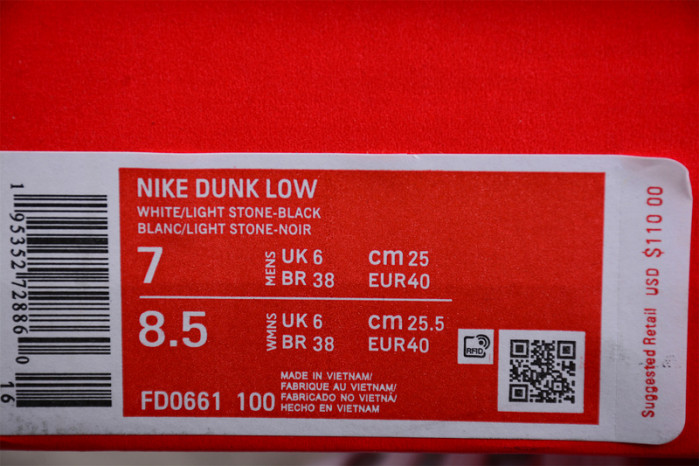 NIKE DUNK LOW
WHITE/LIGHT STONE-BLACK
BLANC/LIGHT STONE-NOIR
7 MENS UK 6 cm 25
BR 38 EUR40
8.5 WMNS UK 6 cm 25.5
BR 38 EUR40
RFID
MADE IN VIETNAM/
FABRIQUE AU VIETNAM/
FABRICADO NO VIETNÃ/
HECHO EN VIETNAM
FD0661 100
1 95352 72886 0 16
Suggested Retail USD $110 00